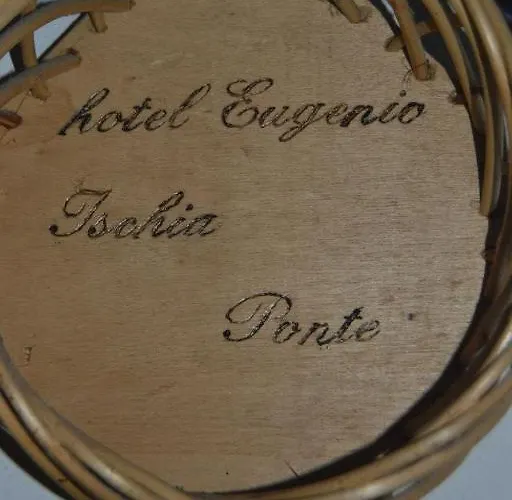 hotel Eugenio
Ischia
Ponte